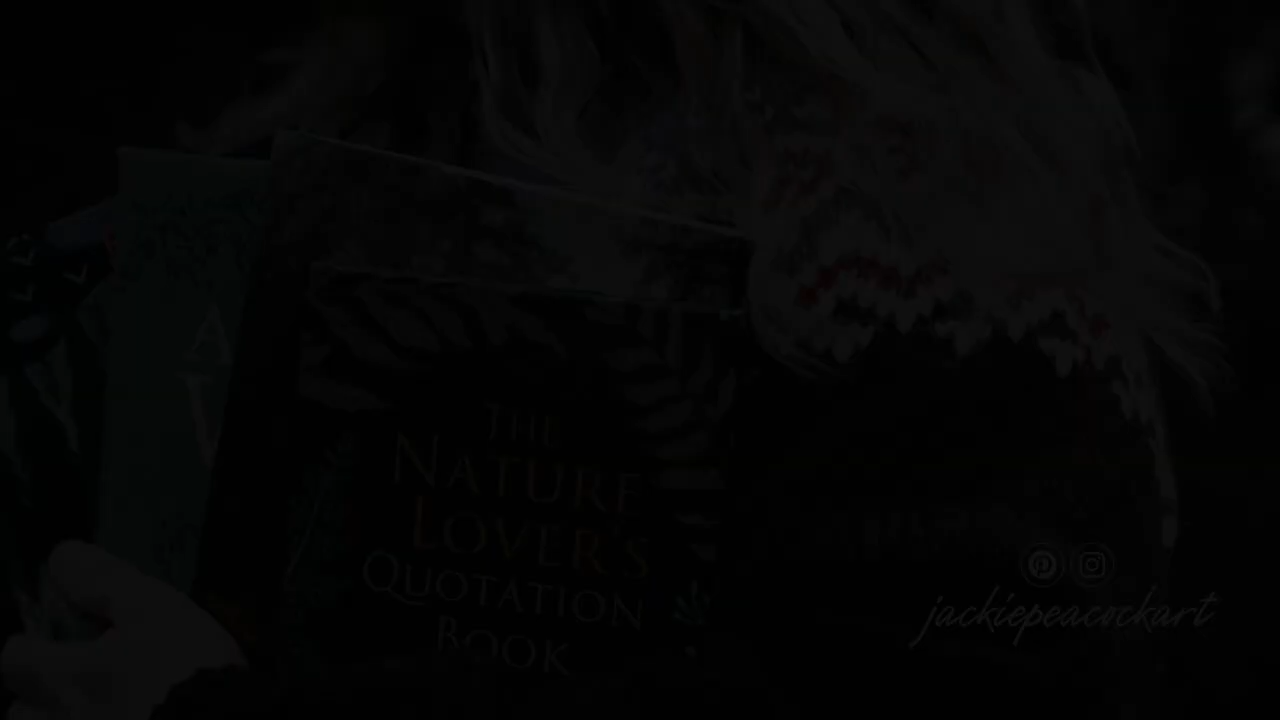 THE
NATURE
LOVER'S
QUOTATION
BOOK
jackiepeacockart